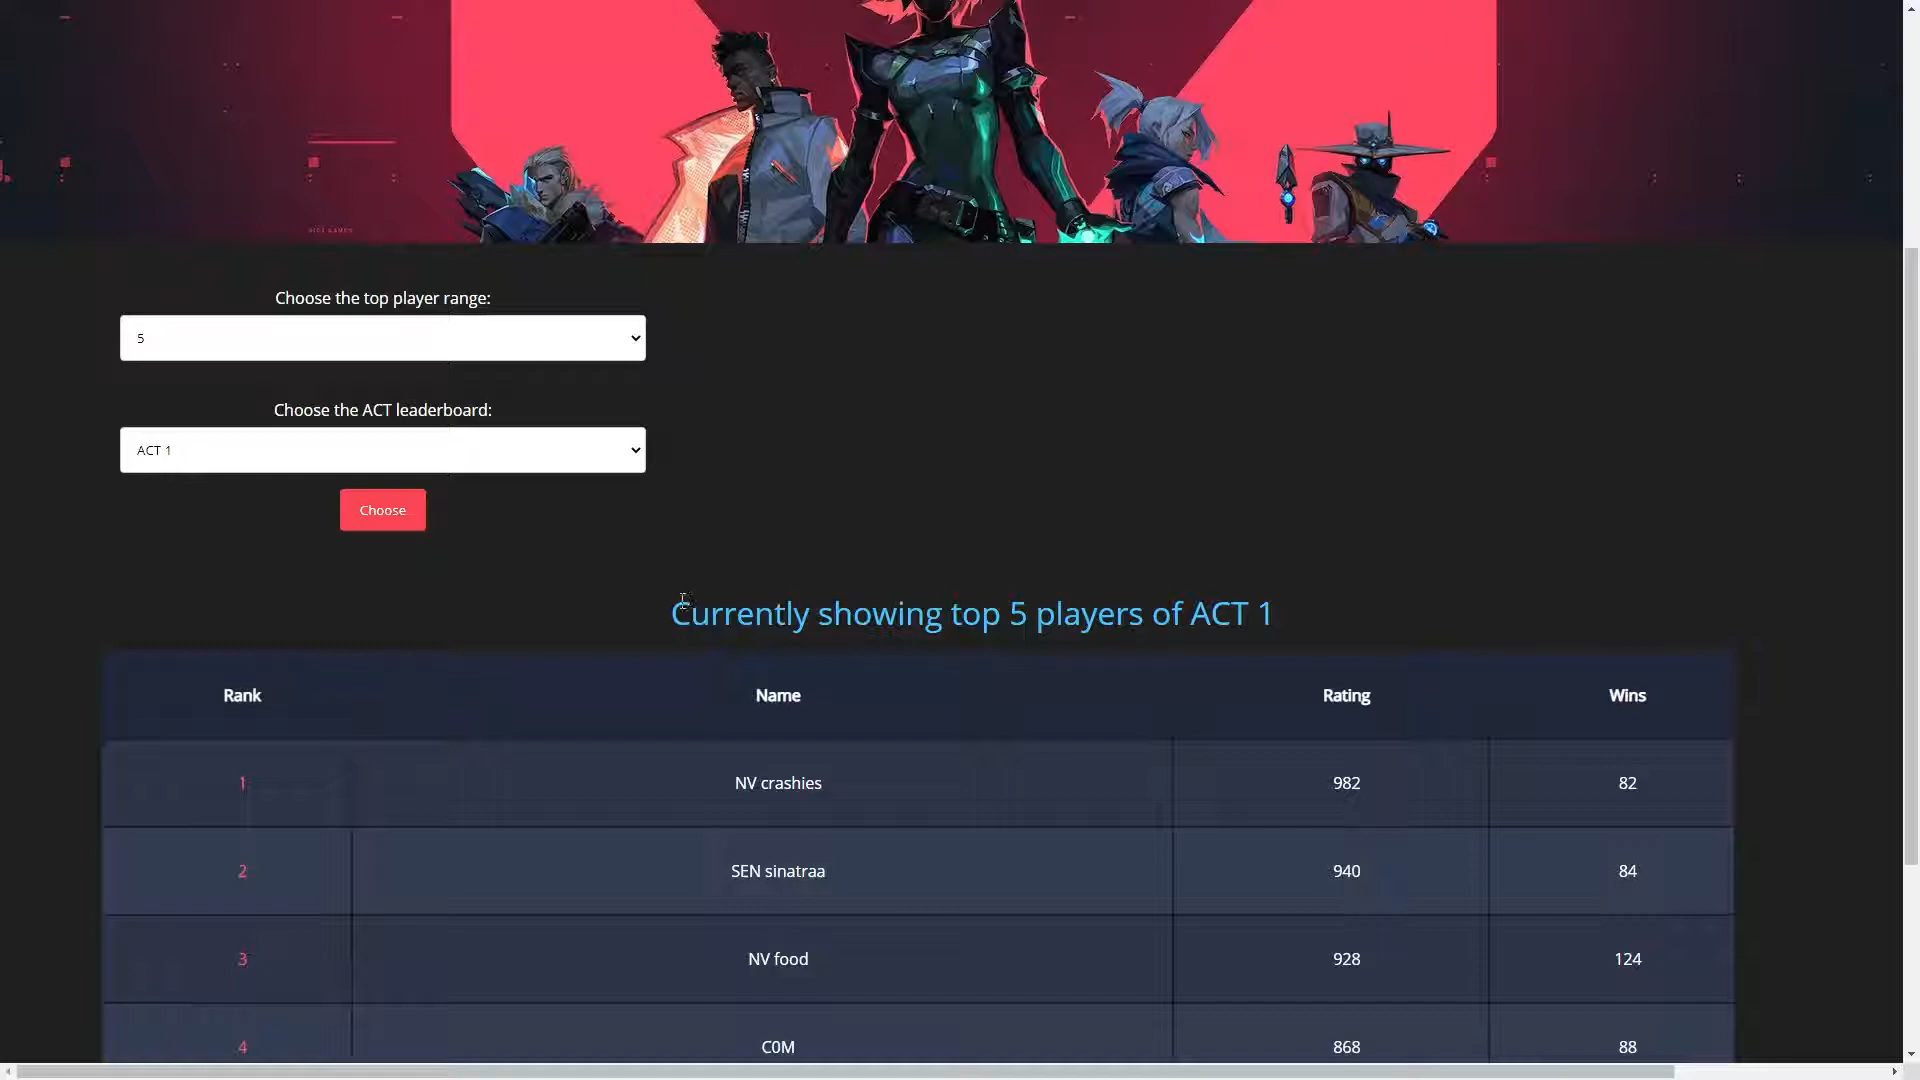 RIOT GAMES
Choose the top player range:
5
Choose the ACT leaderboard:
ACT 1
Choose
Currently showing top 5 players of ACT 1
Rank Name Rating Wins
1 NV crashies 982 82
2 SEN sinatraa 940 84
3 NV food 928 124
4 C0M 868 88